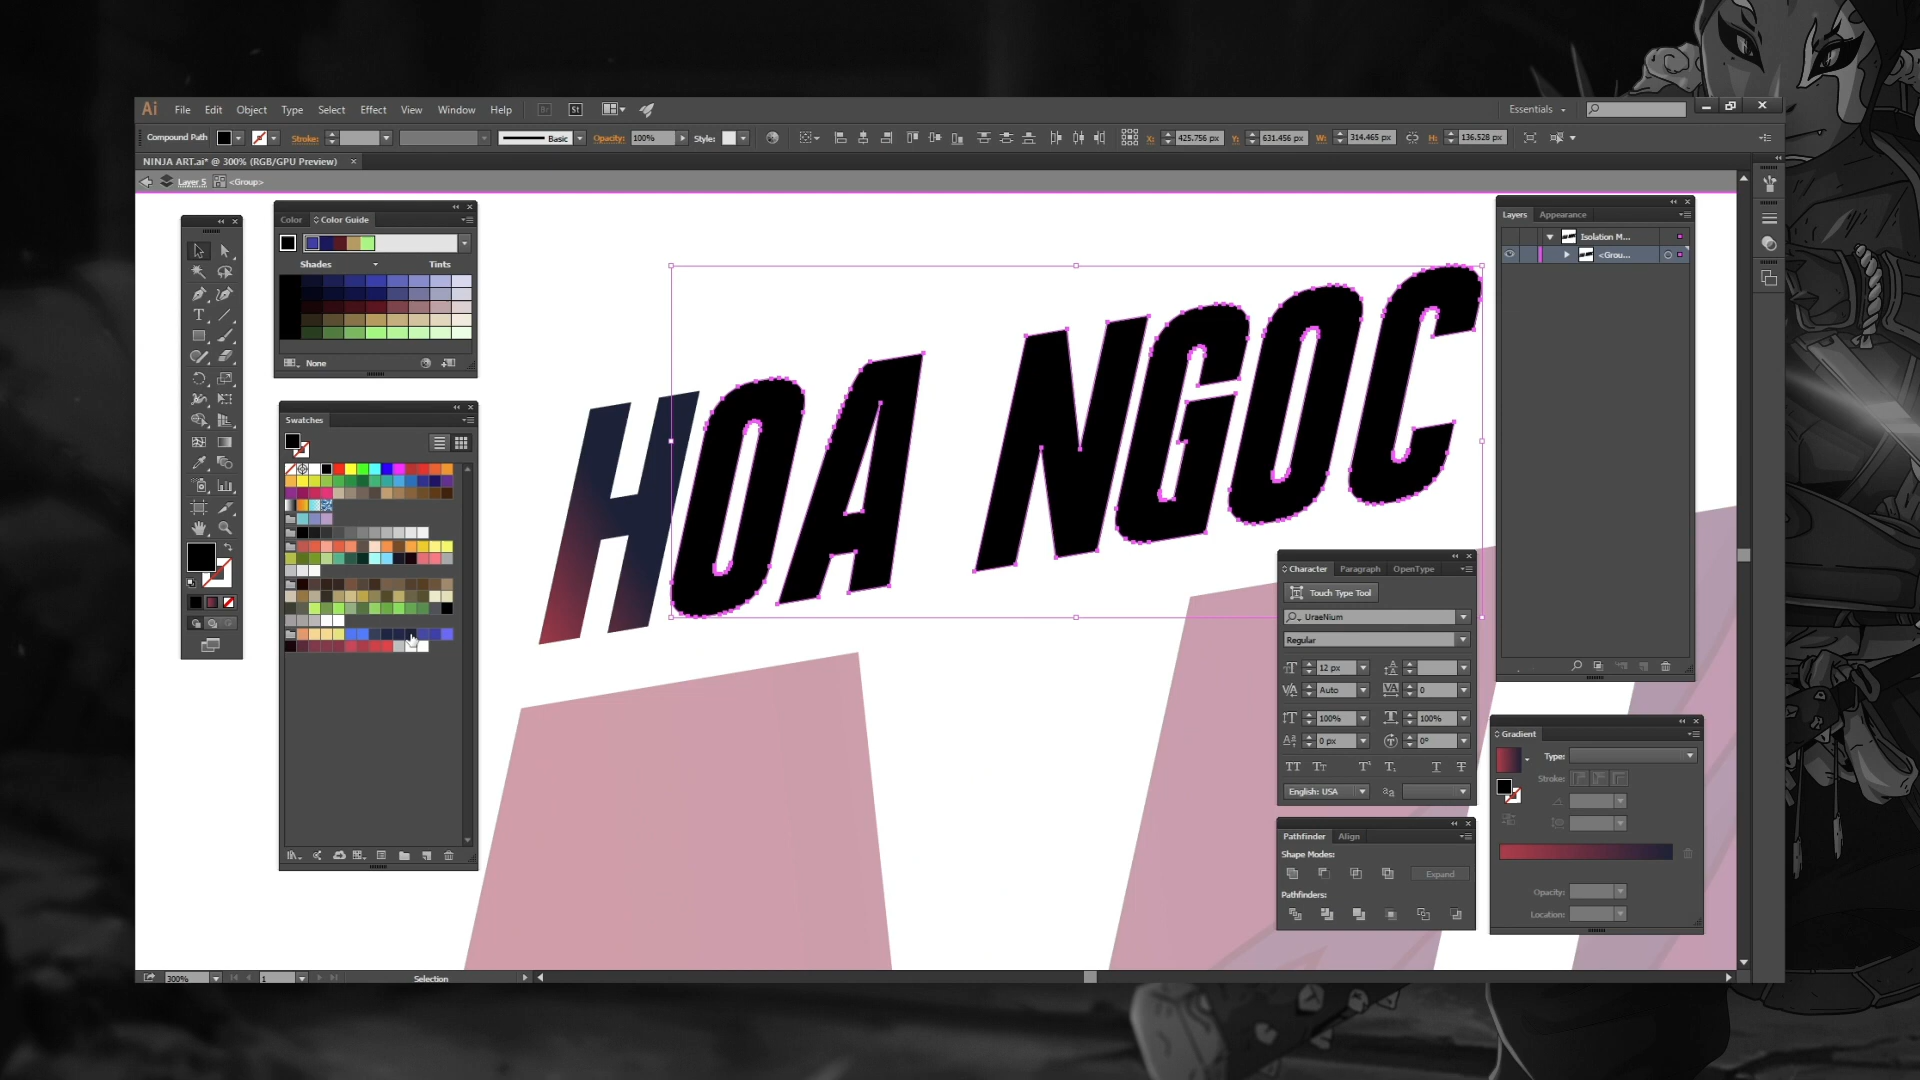 Ai File Edit Object Type Select Effect View Window Help Br St Essentials
Compound Path Stroke: Basic Opacity: 100% Style: X: 425.756 px Y: 631.456 px W: 314.465 px H: 136.528 px
NINJA ART.ai* @ 300% (RGB/GPU Preview)
Layer 5 <Group>
Color Color Guide
Shades Tints
None
Swatches
HOA NGOC
Layers Appearance
Isolation M...
<Grou...
Character Paragraph OpenType
Touch Type Tool
UraeNium
Regular
12 px
Auto 0
100% 100%
0 px 0°
English: USA
Pathfinder Align
Shape Modes:
Expand
Pathfinders:
Gradient
Type:
Stroke:
Opacity:
Location:
300% 1 Selection